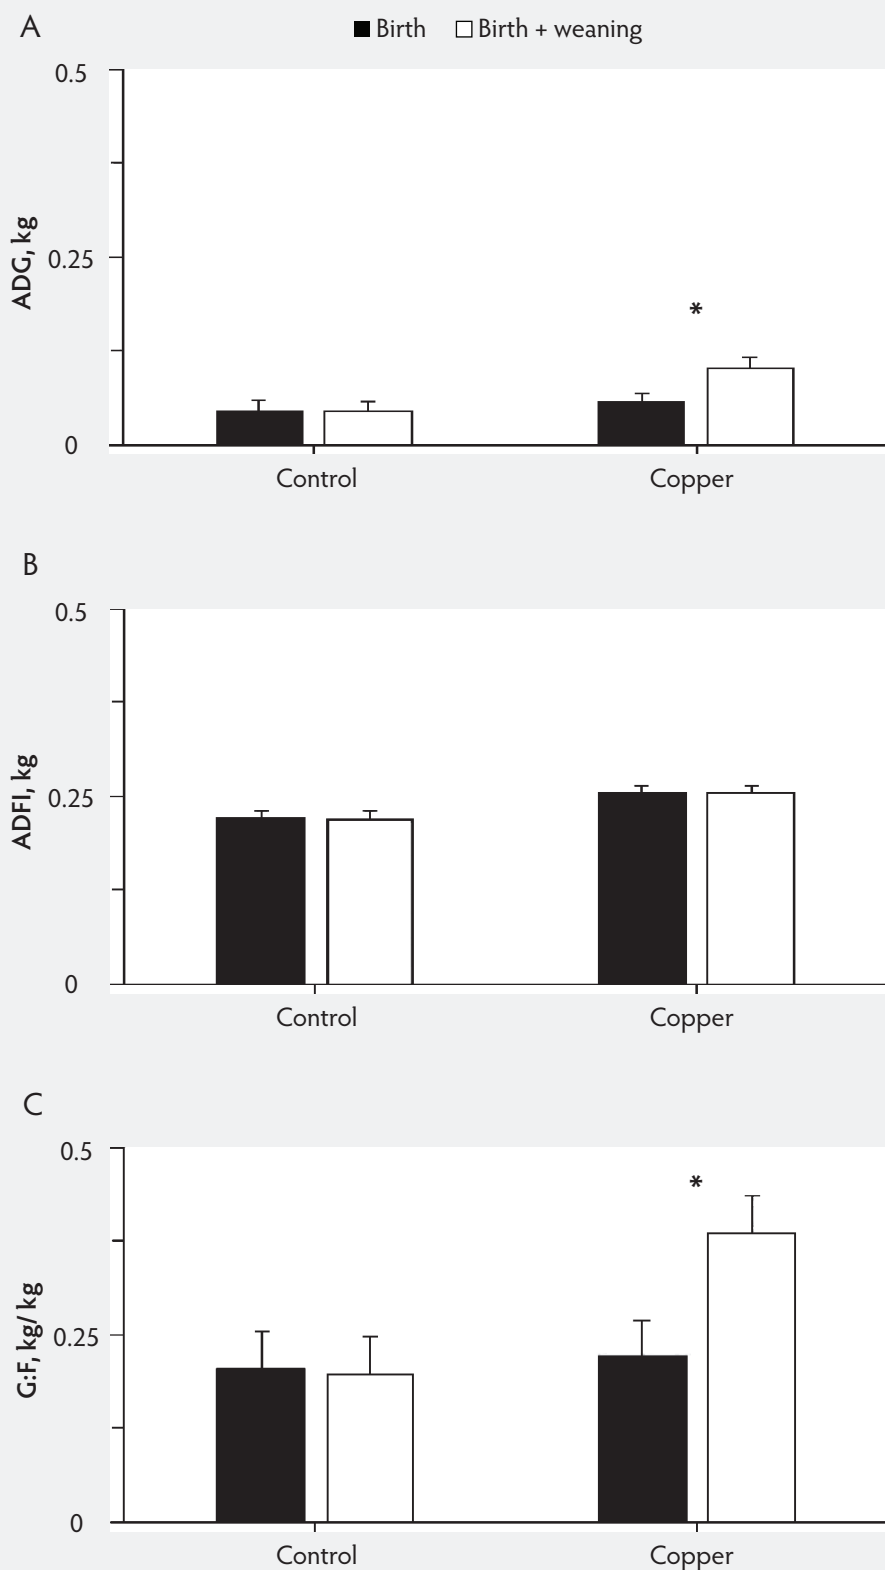 A
Birth Birth + weaning
0.5
0.25
0
ADG, kg
*
Control Copper
B
0.5
0.25
0
ADFI, kg
Control Copper
C
0.5
0.25
0
G:F, kg/ kg
*
Control Copper